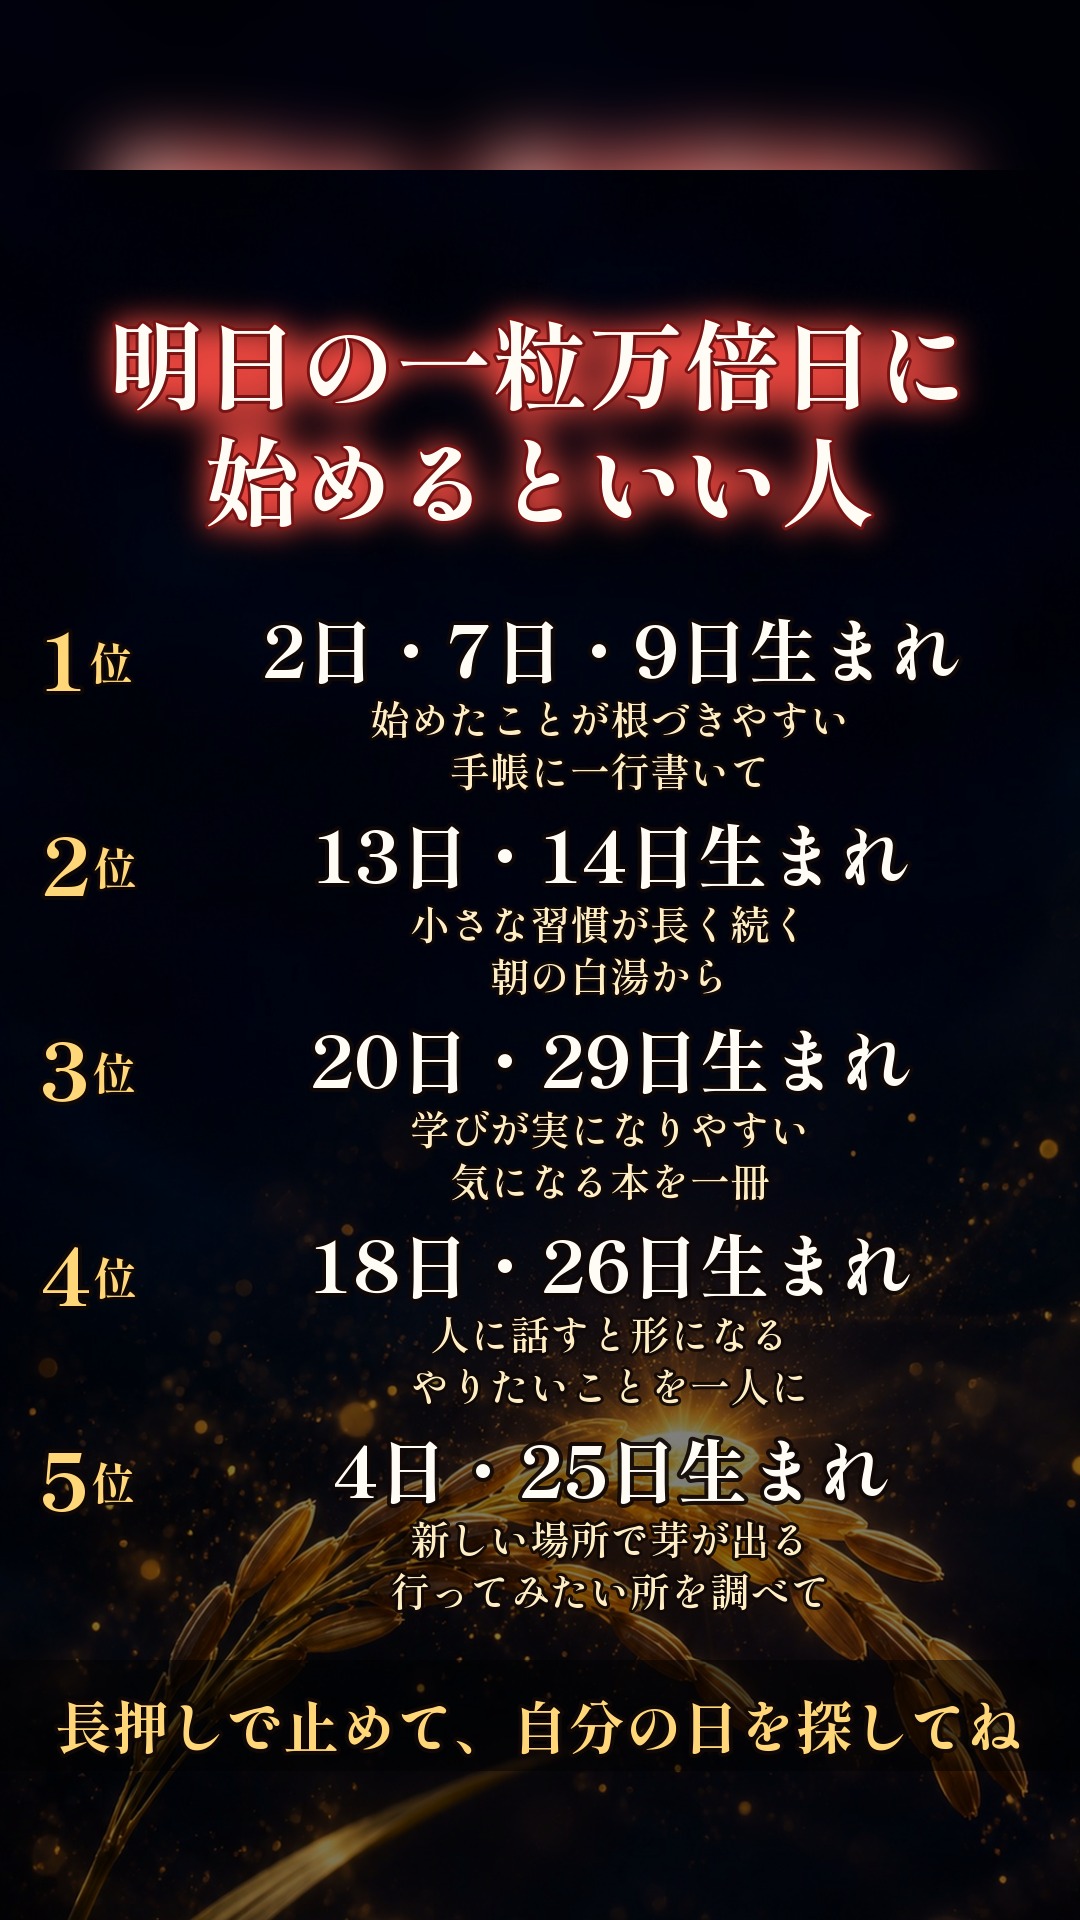 明日の一粒万倍日に
始めるといい人
1位
2日・7日・9日生まれ
始めたことが根づきやすい
手帳に一行書いて
2位
13日・14日生まれ
小さな習慣が長く続く
朝の白湯から
3位
20日・29日生まれ
学びが実になりやすい
気になる本を一冊
4位
18日・26日生まれ
人に話すと形になる
やりたいことを一人に
5位
4日・25日生まれ
新しい場所で芽が出る
行ってみたい所を調べて
長押しで止めて、自分の日を探してね